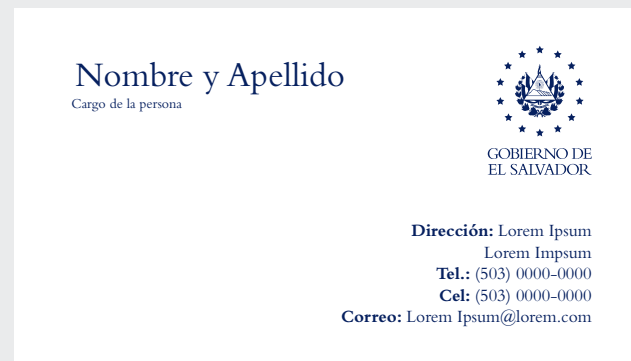 Nombre y Apellido
Cargo de la persona
GOBIERNO DE
EL SALVADOR
Dirección: Lorem Ipsum
Lorem Impsum
Tel.: (503) 0000-0000
Cel: (503) 0000-0000
Correo: Lorem Ipsum@lorem.com